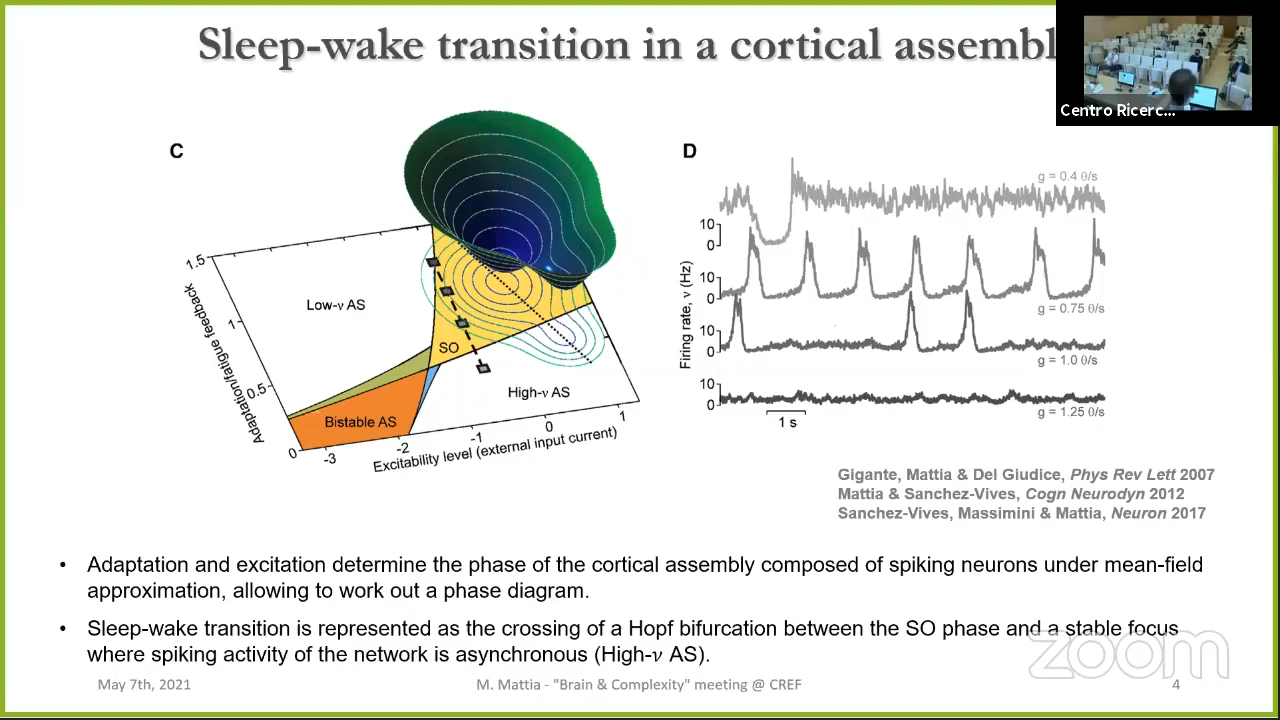 Sleep-wake transition in a cortical assembl
Centro Ricerc...
C
1.5
1
0.5
0
Adaptation/fatigue feedback
Low-ν AS
SO
Bistable AS
High-ν AS
-3
-2
-1
0
1
Excitability level (external input current)
D
g = 0.4 θ/s
10
0
10
0
g = 0.75 θ/s
10
0
g = 1.0 θ/s
10
0
g = 1.25 θ/s
Firing rate, ν (Hz)
1 s
Gigante, Mattia & Del Giudice, Phys Rev Lett 2007
Mattia & Sanchez-Vives, Cogn Neurodyn 2012
Sanchez-Vives, Massimini & Mattia, Neuron 2017
• Adaptation and excitation determine the phase of the cortical assembly composed of spiking neurons under mean-field
approximation, allowing to work out a phase diagram.
• Sleep-wake transition is represented as the crossing of a Hopf bifurcation between the SO phase and a stable focus
where spiking activity of the network is asynchronous (High-ν AS).
zoom
May 7th, 2021
M. Mattia - "Brain & Complexity" meeting @ CREF
4